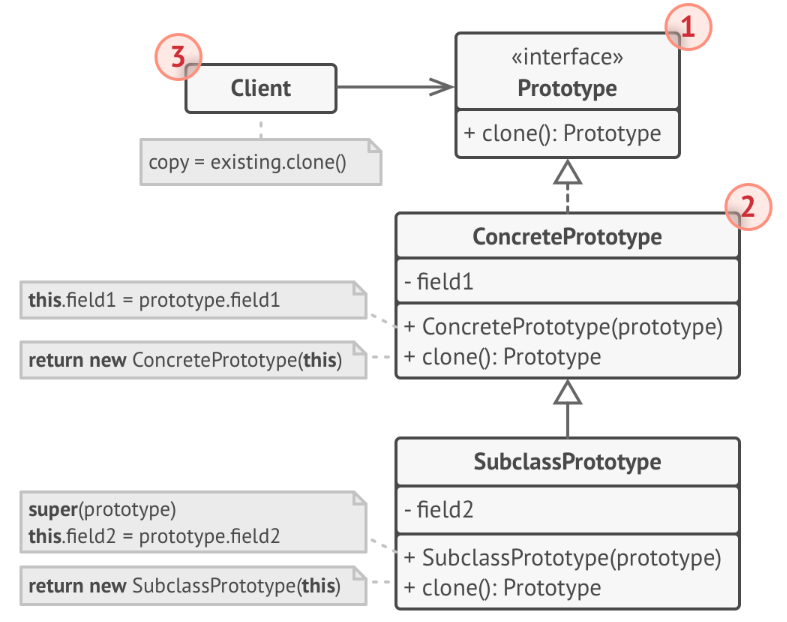 1
«interface»
Prototype
+ clone(): Prototype
3
Client
copy = existing.clone()
2
ConcretePrototype
- field1
+ ConcretePrototype(prototype)
+ clone(): Prototype
this.field1 = prototype.field1
return new ConcretePrototype(this)
SubclassPrototype
- field2
+ SubclassPrototype(prototype)
+ clone(): Prototype
super(prototype)
this.field2 = prototype.field2
return new SubclassPrototype(this)